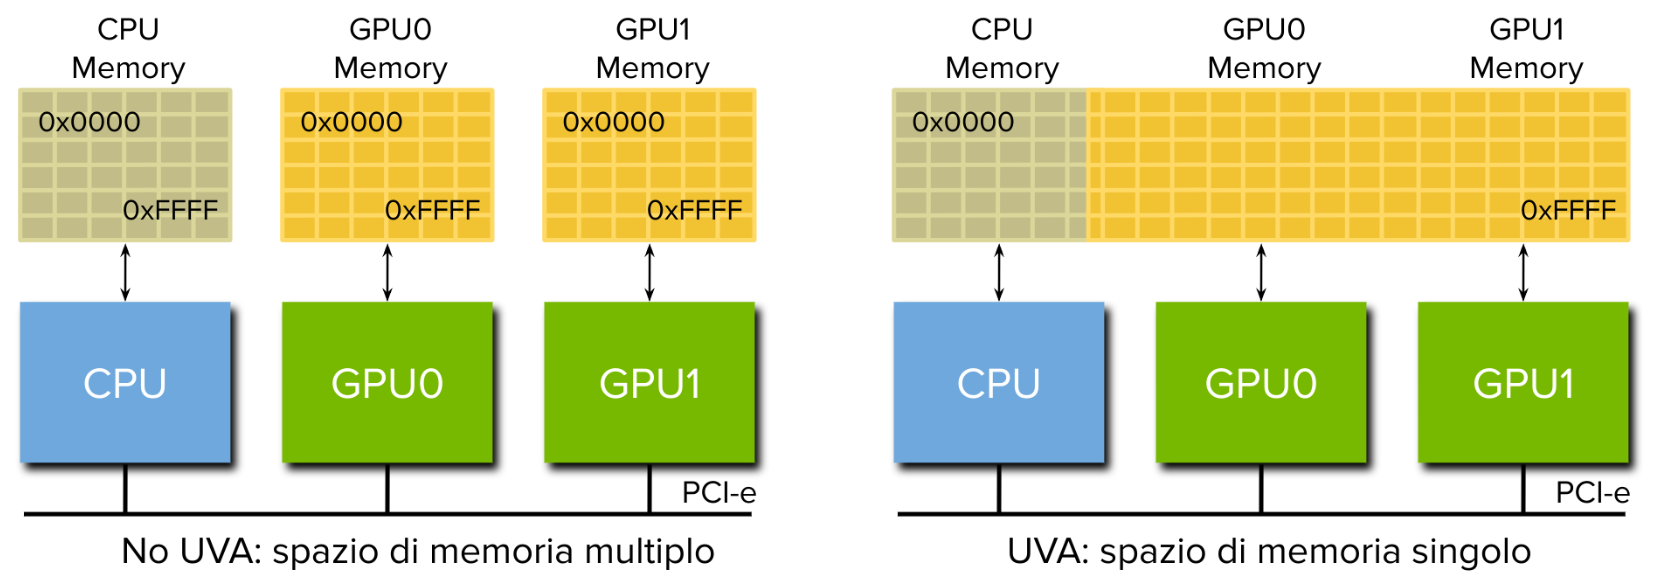 CPU
Memory
GPU0
Memory
GPU1
Memory
0x0000
0xFFFF
0x0000
0xFFFF
0x0000
0xFFFF
CPU
GPU0
GPU1
PCI-e
No UVA: spazio di memoria multiplo
CPU
Memory
GPU0
Memory
GPU1
Memory
0x0000
0xFFFF
CPU
GPU0
GPU1
PCI-e
UVA: spazio di memoria singolo